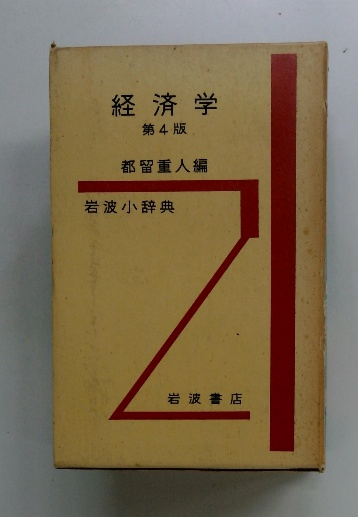 経済学
第4版
都留重人編
岩波小辞典
岩波書店